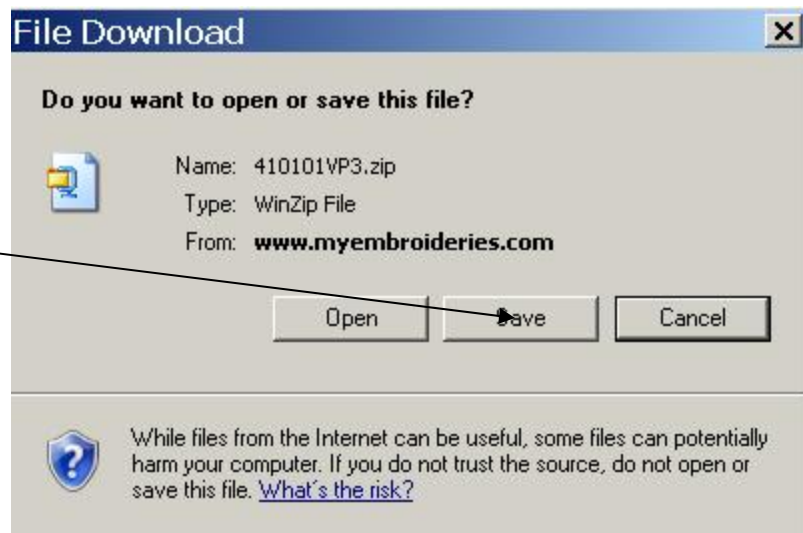 File Download
Do you want to open or save this file?
Name: 410101VP3.zip
Type: WinZip File
From: www.myembroideries.com
Open Save Cancel
While files from the Internet can be useful, some files can potentially
harm your computer. If you do not trust the source, do not open or
save this file. What's the risk?